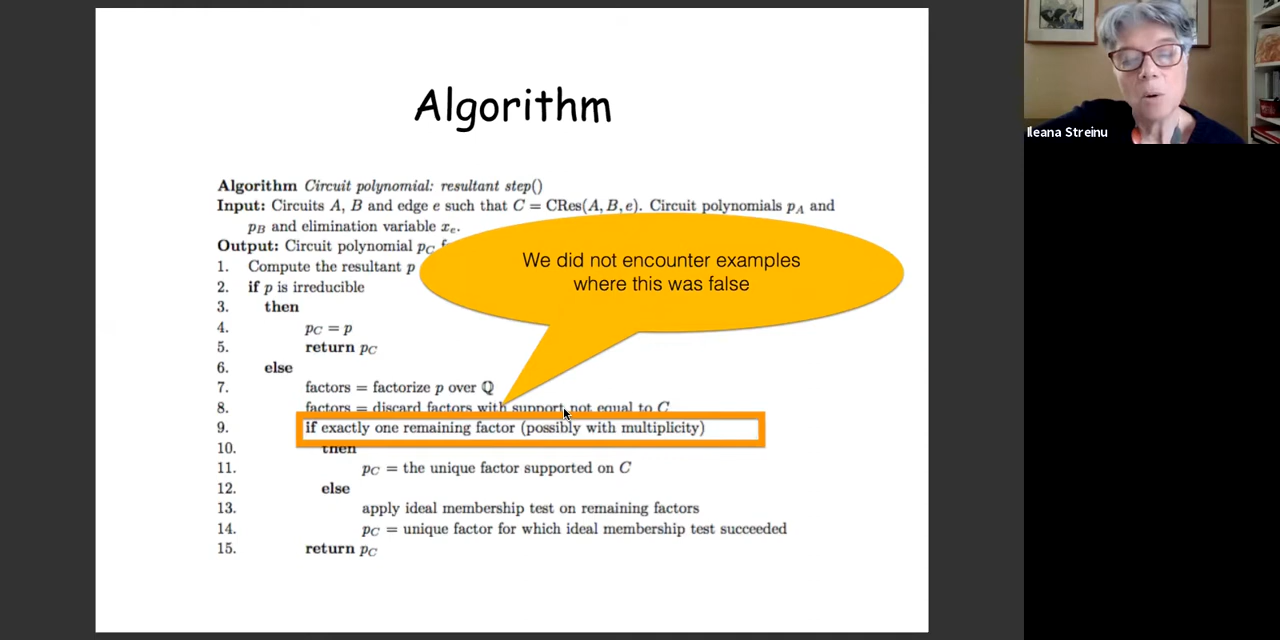 Algorithm
Algorithm Circuit polynomial: resultant step()
Input: Circuits A, B and edge e such that C = CRes(A, B, e). Circuit polynomials p_A and
p_B and elimination variable x_e.
Output: Circuit polynomial p_C
1. Compute the resultant p
2. if p is irreducible
3. then
4. p_C = p
5. return p_C
6. else
7. factors = factorize p over ℚ
8. factors = discard factors with support not equal to C
9. if exactly one remaining factor (possibly with multiplicity)
10. then
11. p_C = the unique factor supported on C
12. else
13. apply ideal membership test on remaining factors
14. p_C = unique factor for which ideal membership test succeeded
15. return p_C
We did not encounter examples
where this was false
Ileana Streinu